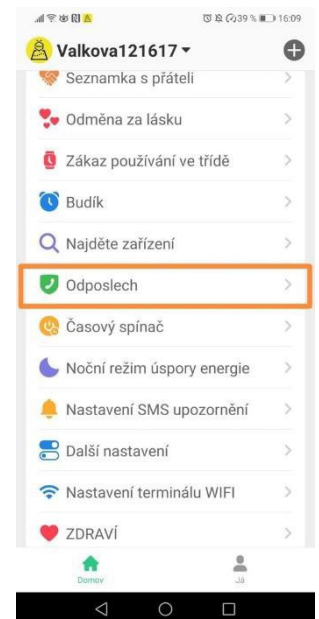 39 % 16:09
Valkova121617
Seznamka s přáteli
Odměna za lásku
Zákaz používání ve třídě
Budík
Najděte zařízení
Odposlech
Časový spínač
Noční režim úspory energie
Nastavení SMS upozornění
Další nastavení
Nastavení terminálu WIFI
ZDRAVÍ
Domov Já